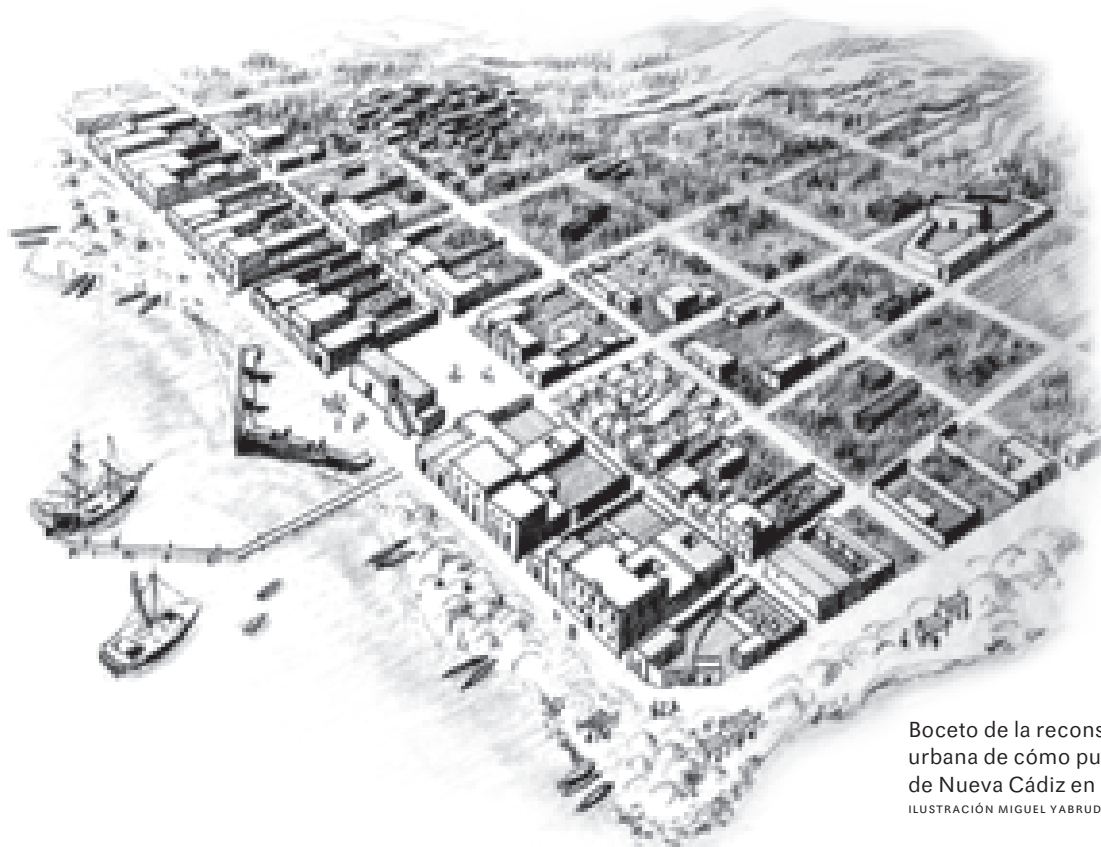 Boceto de la
urbana de cómo
de Nueva Cádiz en
ILUSTRACIÓN MIGUEL YABRUD